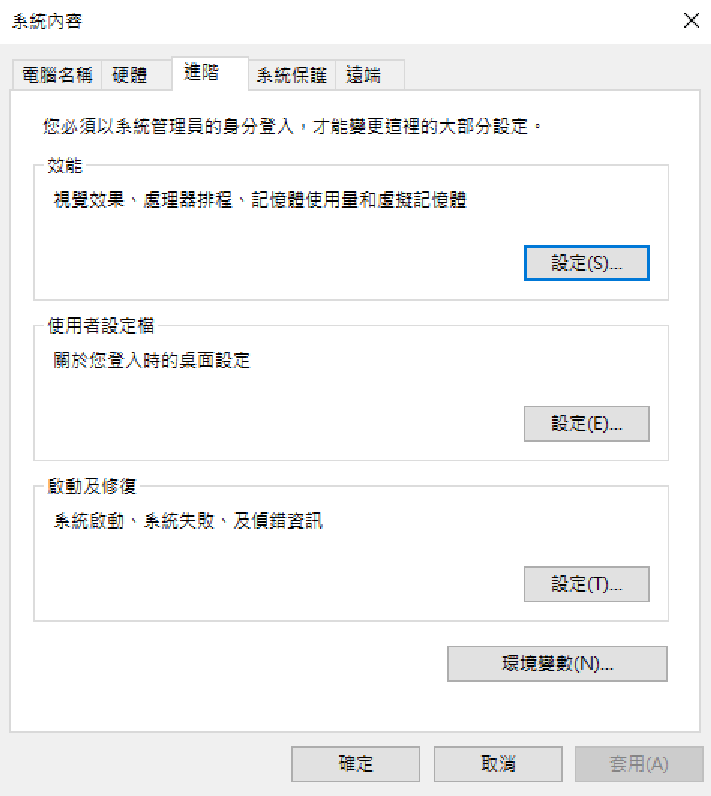 系統內容
電腦名稱 硬體 進階 系統保護 遠端
您必須以系統管理員的身分登入，才能變更這裡的大部分設定。
效能
視覺效果、處理器排程、記憶體使用量和虛擬記憶體
設定(S)...
使用者設定檔
關於您登入時的桌面設定
設定(E)...
啟動及修復
系統啟動、系統失敗、及偵錯資訊
設定(T)...
環境變數(N)...
確定 取消 套用(A)